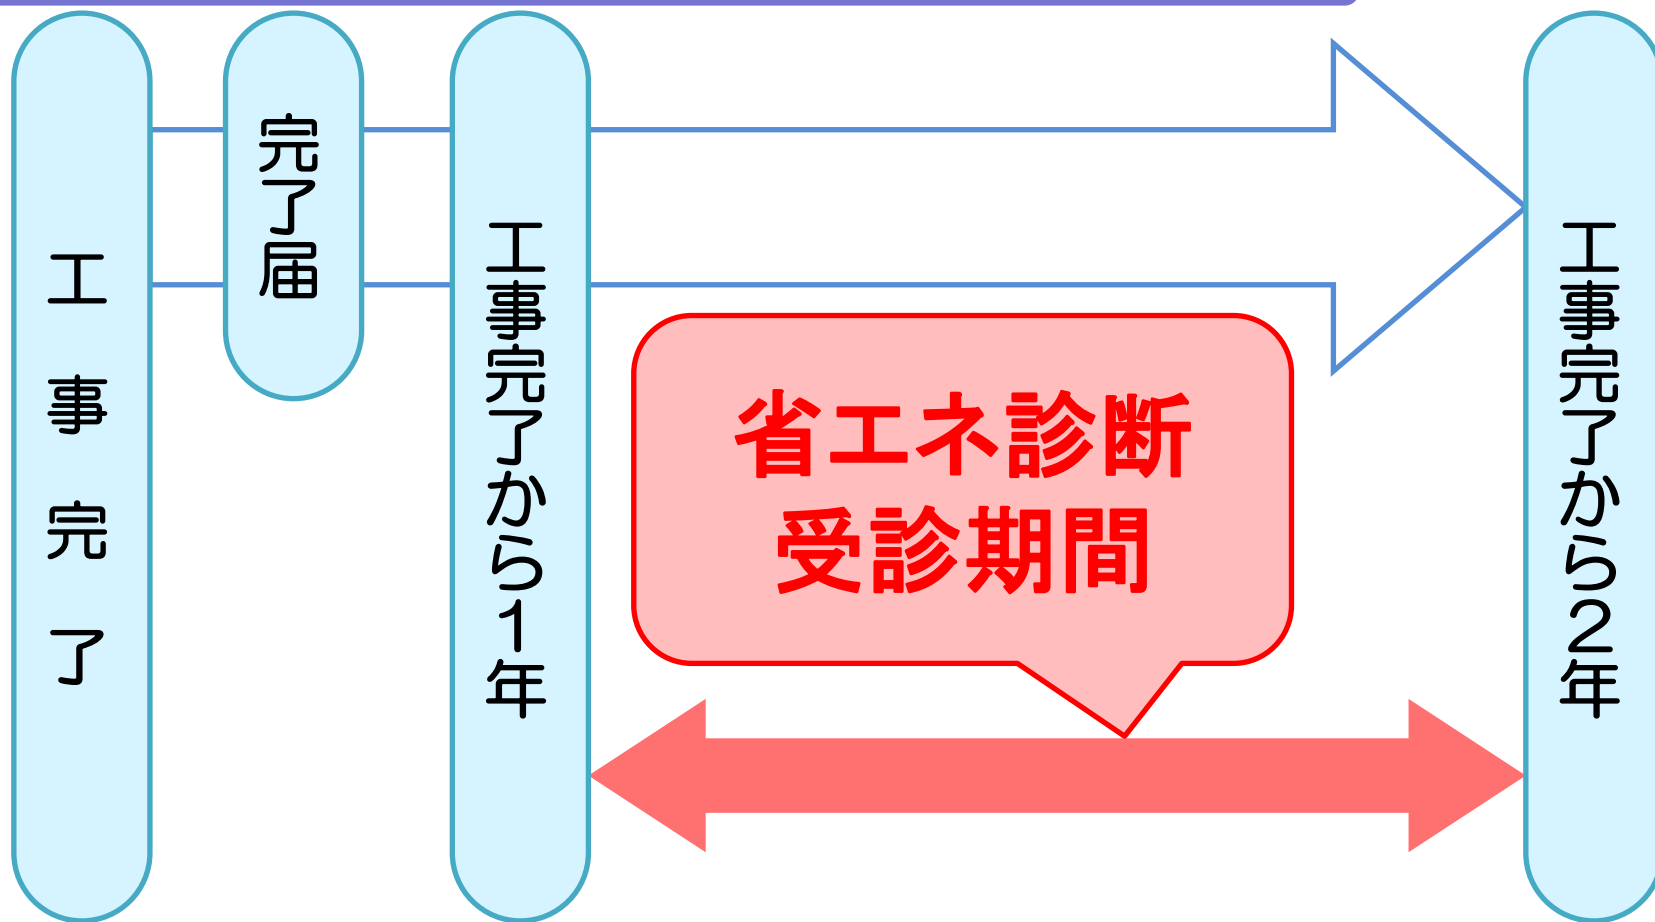 工事完了
完了届
工事完了から1年
省エネ診断
受診期間
工事完了から2年